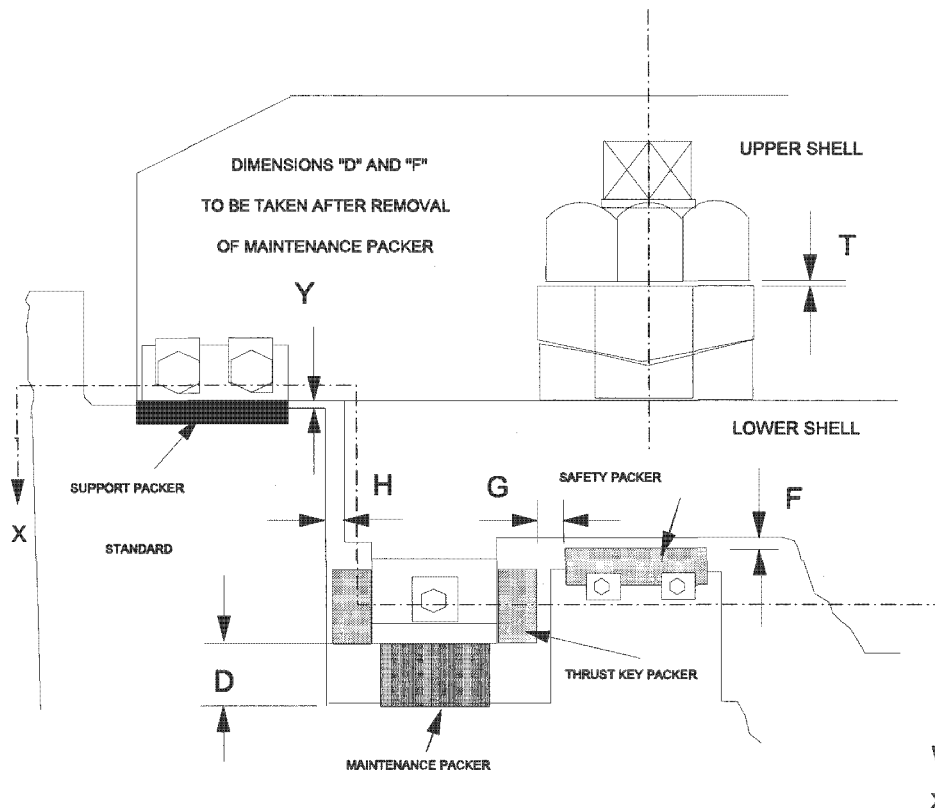 DIMENSIONS "D" AND "F"
TO BE TAKEN AFTER REMOVAL
OF MAINTENANCE PACKER
UPPER SHELL
T
Y
LOWER SHELL
SUPPORT PACKER
H
G
SAFETY PACKER
F
X
STANDARD
D
THRUST KEY PACKER
MAINTENANCE PACKER